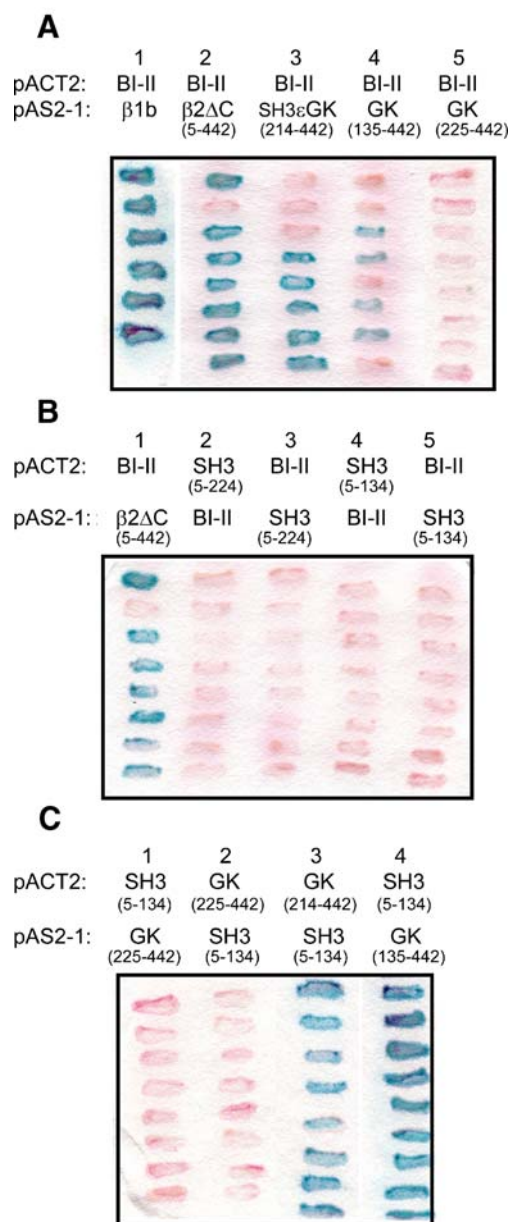 A
1 2 3 4 5
pACT2: BI-II BI-II BI-II BI-II BI-II
pAS2-1: β1b β2ΔC SH3εGK GK GK
(5-442) (214-442) (135-442) (225-442)
B
1 2 3 4 5
pACT2: BI-II SH3 BI-II SH3 BI-II
(5-224) (5-134)
pAS2-1: β2ΔC BI-II SH3 BI-II SH3
(5-442) (5-224) (5-134)
C
1 2 3 4
pACT2: SH3 GK GK SH3
(5-134) (225-442) (214-442) (5-134)
pAS2-1: GK SH3 SH3 GK
(225-442) (5-134) (5-134) (135-442)